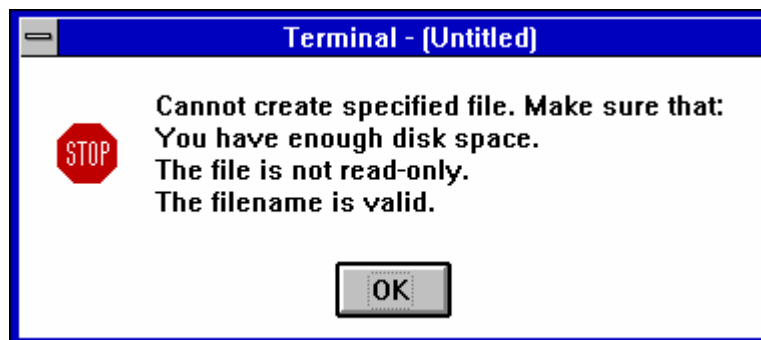 Terminal - (Untitled)
Cannot create specified file. Make sure that:
You have enough disk space.
STOP
The file is not read-only.
The filename is valid.
OK